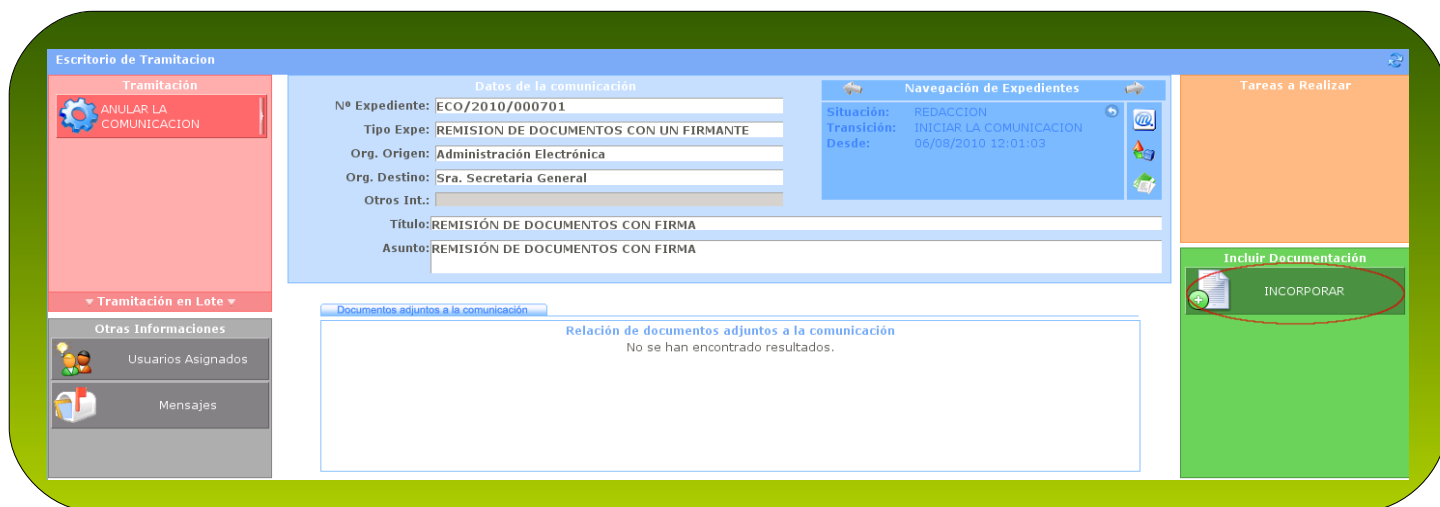 Escritorio de Tramitacion
Tramitación
ANULAR LA
COMUNICACION
▾ Tramitación en Lote ▾
Otras Informaciones
Usuarios Asignados
Mensajes
Datos de la comunicación
Nº Expediente: ECO/2010/000701
Tipo Expe: REMISION DE DOCUMENTOS CON UN FIRMANTE
Org. Origen: Administración Electrónica
Org. Destino: Sra. Secretaria General
Otros Int.:
Título: REMISIÓN DE DOCUMENTOS CON FIRMA
Asunto: REMISIÓN DE DOCUMENTOS CON FIRMA
Navegación de Expedientes
Situación: REDACCION
Transición: INICIAR LA COMUNICACION
Desde: 06/08/2010 12:01:03
Documentos adjuntos a la comunicación
Relación de documentos adjuntos a la comunicación
No se han encontrado resultados.
Tareas a Realizar
Incluir Documentación
INCORPORAR